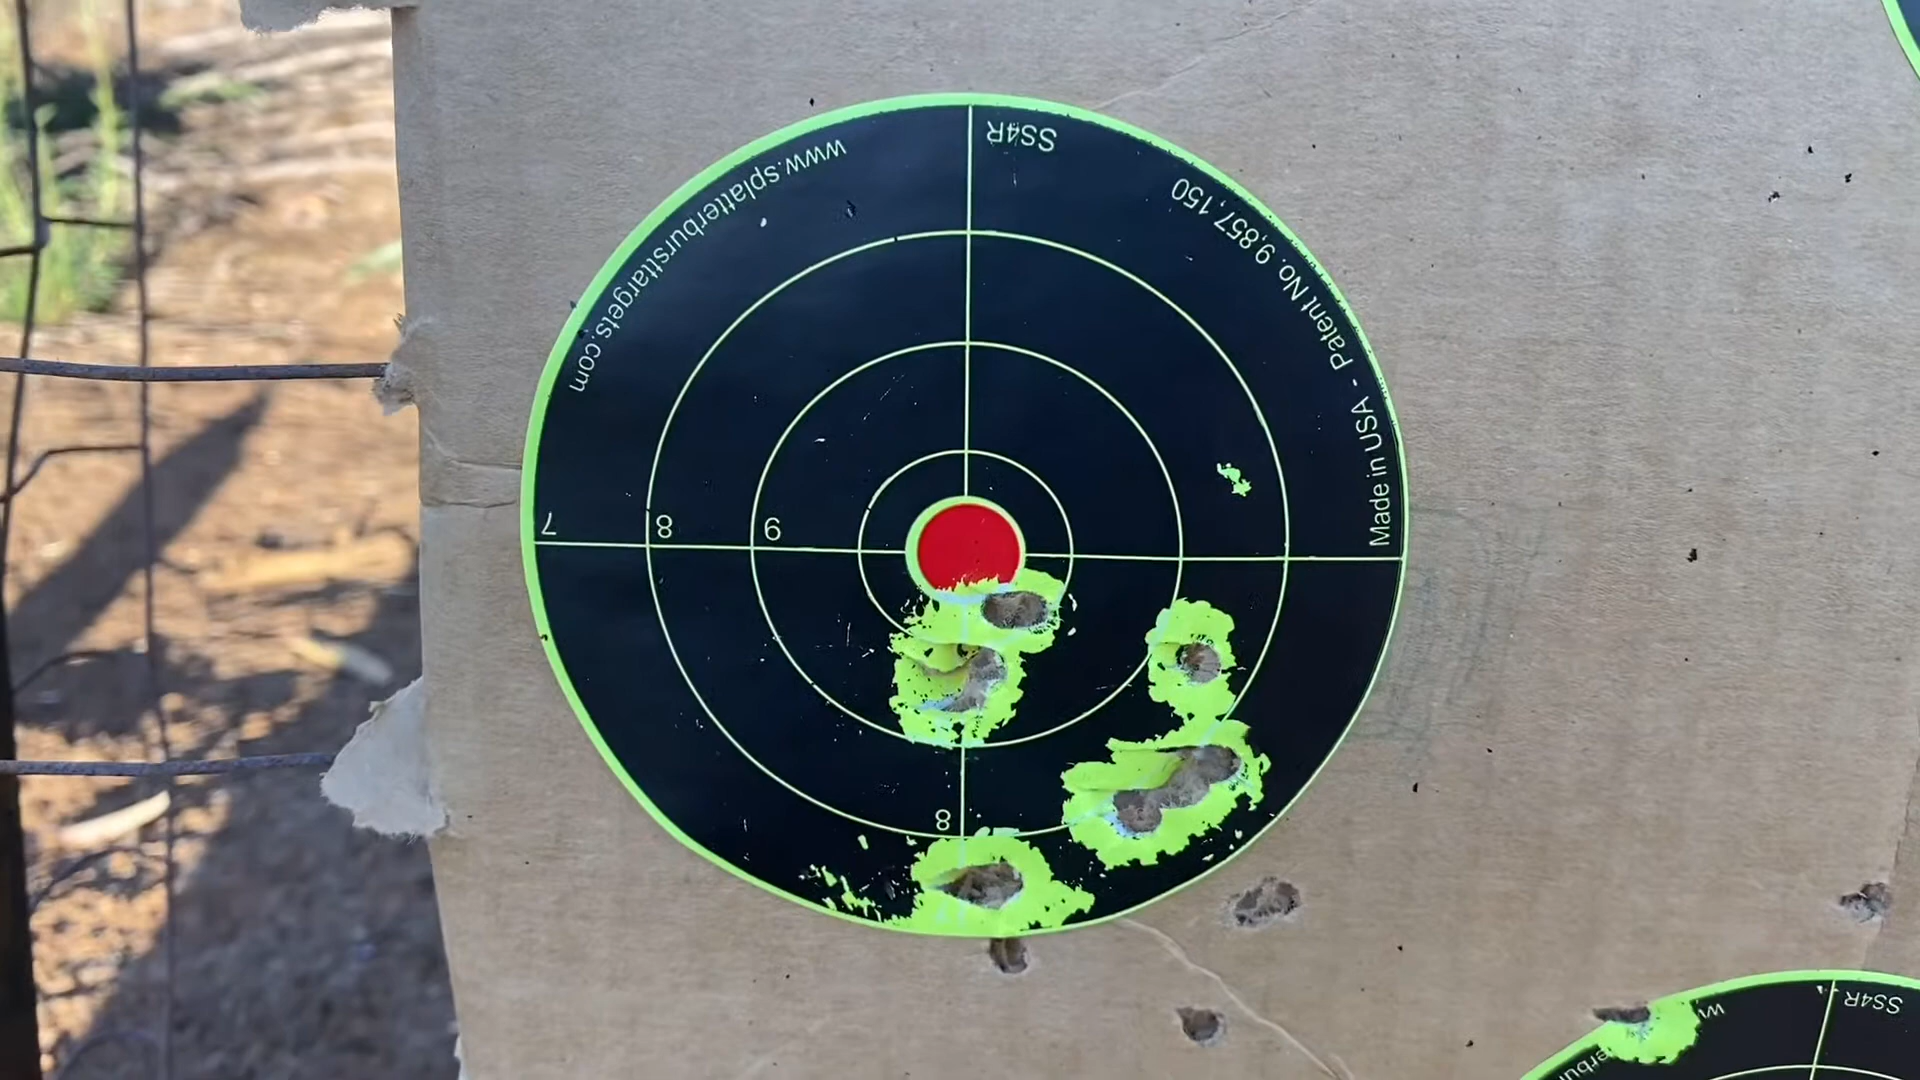 www.splatterbursttargets.com
SS4R
Made in USA - Patent No. 9,857,150
7
8
9
8
SS4R